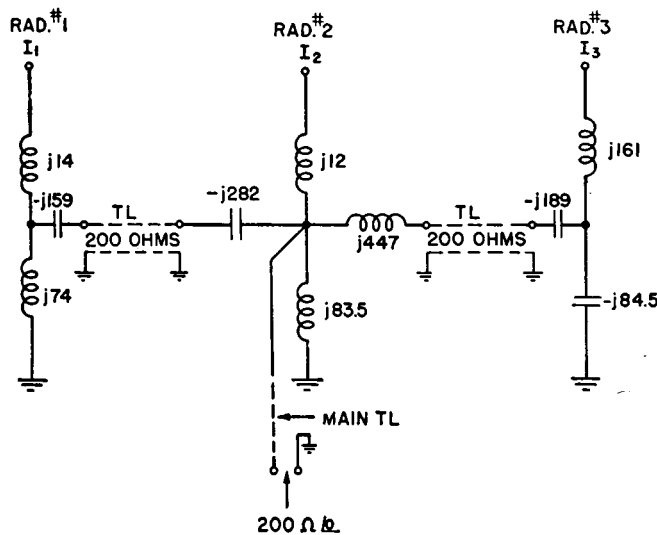 RAD.#1
I1
RAD.#2
I2
RAD.#3
I3
j14
j12
j161
-j159
-j282
-j189
TL
TL
200 OHMS
j447
200 OHMS
j74
j83.5
-j84.5
MAIN TL
200 Ω /0